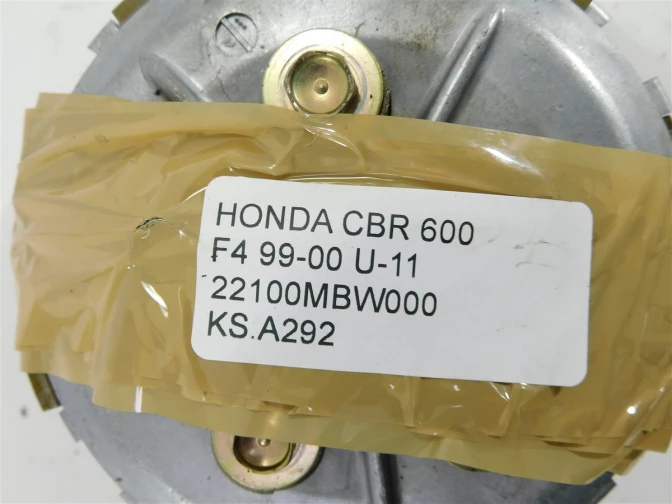 HONDA CBR 600
F4 99-00 U-11
22100MBW000
KS.A292